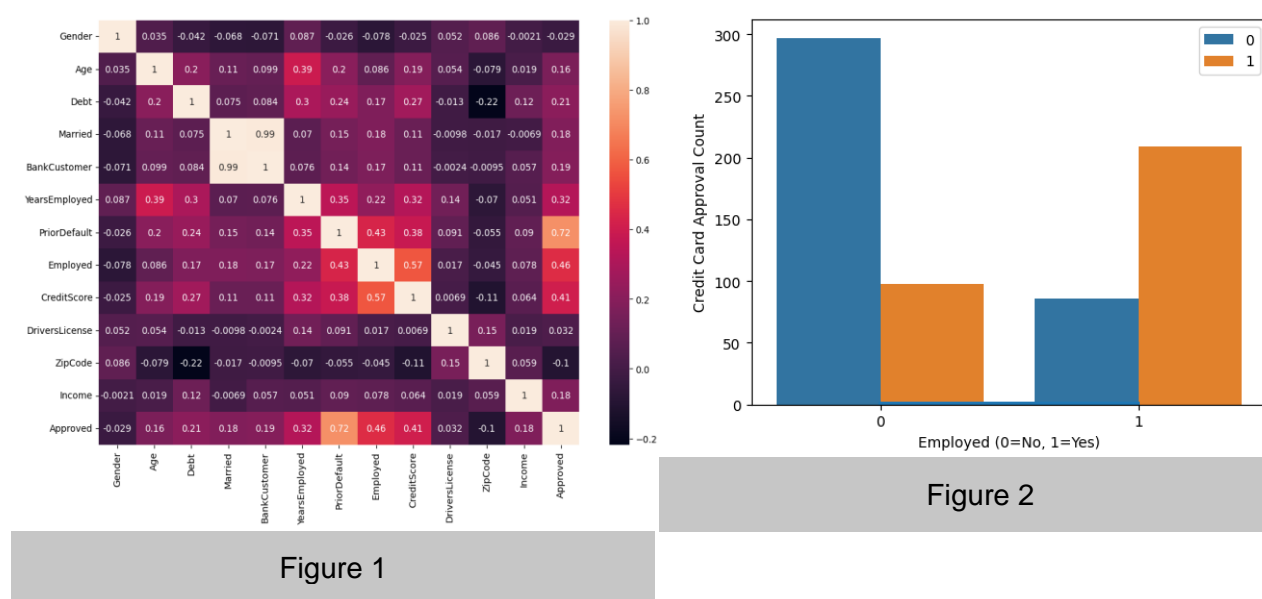 Gender 1 0.035 -0.042 -0.068 -0.071 0.087 -0.026 -0.078 -0.025 0.052 0.086 -0.0021 -0.029
Age 0.035 1 0.2 0.11 0.099 0.39 0.2 0.086 0.19 0.054 -0.079 0.019 0.16
Debt -0.042 0.2 1 0.075 0.084 0.3 0.24 0.17 0.27 -0.013 -0.22 0.12 0.21
Married -0.068 0.11 0.075 1 0.99 0.07 0.15 0.18 0.11 -0.0098 -0.017 -0.0069 0.18
BankCustomer -0.071 0.099 0.084 0.99 1 0.076 0.14 0.17 0.11 -0.0024 -0.0095 0.057 0.19
YearsEmployed 0.087 0.39 0.3 0.07 0.076 1 0.35 0.22 0.32 0.14 -0.07 0.051 0.32
PriorDefault -0.026 0.2 0.24 0.15 0.14 0.35 1 0.43 0.38 0.091 -0.055 0.09 0.72
Employed -0.078 0.086 0.17 0.18 0.17 0.22 0.43 1 0.57 0.017 -0.045 0.078 0.46
CreditScore -0.025 0.19 0.27 0.11 0.11 0.32 0.38 0.57 1 0.0069 -0.11 0.064 0.41
DriversLicense 0.052 0.054 -0.013 -0.0098 -0.0024 0.14 0.091 0.017 0.0069 1 0.15 0.019 0.032
ZipCode 0.086 -0.079 -0.22 -0.017 -0.0095 -0.07 -0.055 -0.045 -0.11 0.15 1 0.059 -0.1
Income -0.0021 0.019 0.12 -0.0069 0.057 0.051 0.09 0.078 0.064 0.019 0.059 1 0.18
Approved -0.029 0.16 0.21 0.18 0.19 0.32 0.72 0.46 0.41 0.032 -0.1 0.18 1
Gender Age Debt Married BankCustomer YearsEmployed PriorDefault Employed CreditScore DriversLicense ZipCode Income Approved
1.0
0.8
0.6
0.4
0.2
0.0
−0.2
Figure 1
Credit Card Approval Count
300
250
200
150
100
50
0
0
1
0 1
Employed (0=No, 1=Yes)
Figure 2